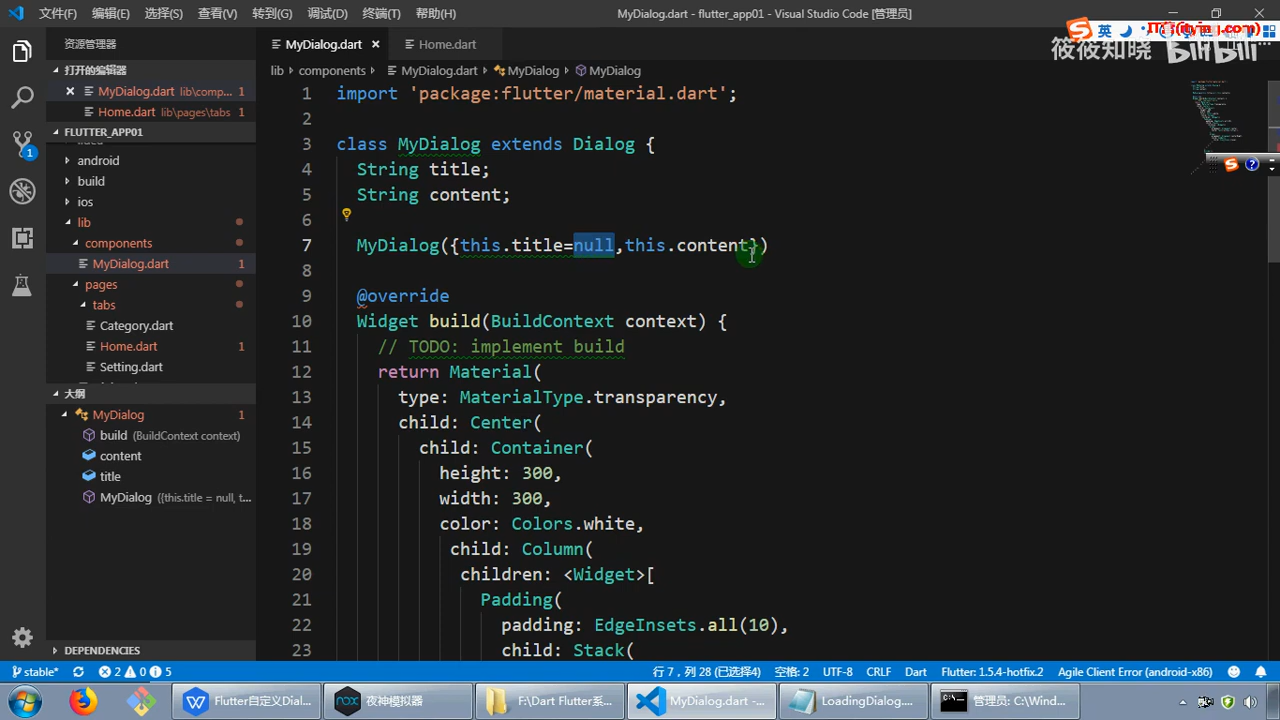 文件(F) 编辑(E) 选择(S) 查看(V) 转到(G) 调试(D) 终端(T) 帮助(H) MyDialog.dart - flutter_app01 - Visual Studio Code [管理员]
英
筱筱知晓 bilibili
资源管理器
MyDialog.dart Home.dart
打开的编辑器
MyDialog.dart lib\comp... 1
Home.dart lib\pages\tabs 1
FLUTTER_APP01
android
build
ios
lib
components
MyDialog.dart 1
pages
tabs
Category.dart
Home.dart 1
Setting.dart
大纲
MyDialog 1
build (BuildContext context)
content
title
MyDialog ({this.title = null, t...
DEPENDENCIES
lib components MyDialog.dart MyDialog MyDialog
1 import 'package:flutter/material.dart';
2
3 class MyDialog extends Dialog {
4 String title;
5 String content;
6
7 MyDialog({this.title=null,this.content})
8
9 @override
10 Widget build(BuildContext context) {
11 // TODO: implement build
12 return Material(
13 type: MaterialType.transparency,
14 child: Center(
15 child: Container(
16 height: 300,
17 width: 300,
18 color: Colors.white,
19 child: Column(
20 children: <Widget>[
21 Padding(
22 padding: EdgeInsets.all(10),
23 child: Stack(
stable* 2 0 5 行 7，列 28 (已选择4) 空格: 2 UTF-8 CRLF Dart Flutter: 1.5.4-hotfix.2 Agile Client Error (android-x86)
Flutter自定义Dial... 夜神模拟器 F:\Dart Flutter系... MyDialog.dart -... LoadingDialog.... 管理员: C:\Wind...